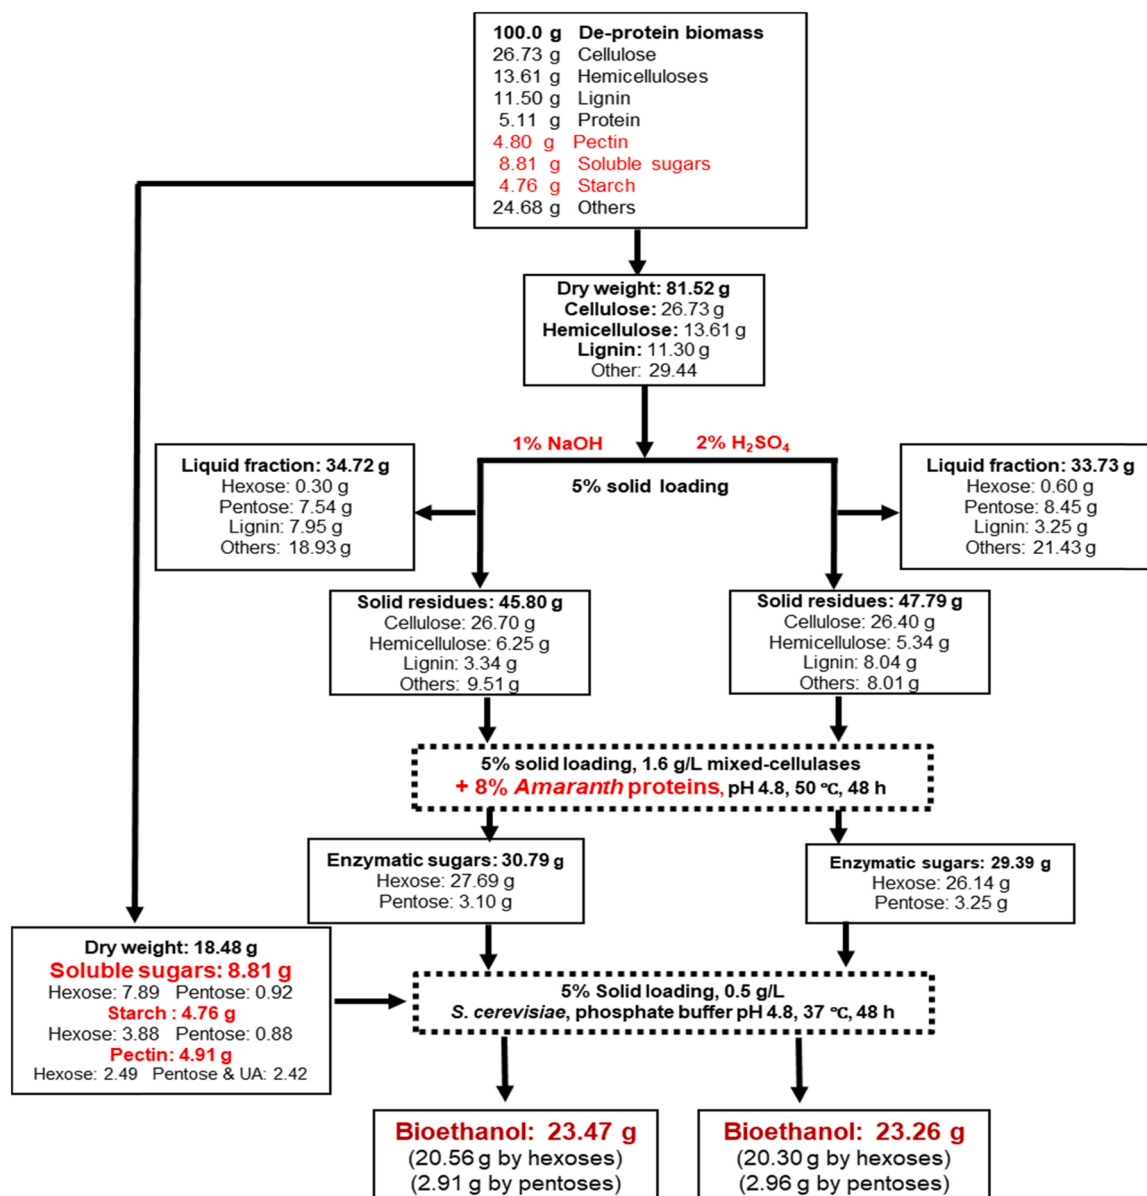 100.0 g De-protein biomass
26.73 g Cellulose
13.61 g Hemicelluloses
11.50 g Lignin
5.11 g Protein
4.80 g Pectin
8.81 g Soluble sugars
4.76 g Starch
24.68 g Others
Dry weight: 81.52 g
Cellulose: 26.73 g
Hemicellulose: 13.61 g
Lignin: 11.30 g
Other: 29.44
1% NaOH 2% H₂SO₄
5% solid loading
Liquid fraction: 34.72 g
Hexose: 0.30 g
Pentose: 7.54 g
Lignin: 7.95 g
Others: 18.93 g
Liquid fraction: 33.73 g
Hexose: 0.60 g
Pentose: 8.45 g
Lignin: 3.25 g
Others: 21.43 g
Solid residues: 45.80 g
Cellulose: 26.70 g
Hemicellulose: 6.25 g
Lignin: 3.34 g
Others: 9.51 g
Solid residues: 47.79 g
Cellulose: 26.40 g
Hemicellulose: 5.34 g
Lignin: 8.04 g
Others: 8.01 g
5% solid loading, 1.6 g/L mixed-cellulases
+ 8% Amaranth proteins, pH 4.8, 50 ℃, 48 h
Enzymatic sugars: 30.79 g
Hexose: 27.69 g
Pentose: 3.10 g
Enzymatic sugars: 29.39 g
Hexose: 26.14 g
Pentose: 3.25 g
Dry weight: 18.48 g
Soluble sugars: 8.81 g
Hexose: 7.89 Pentose: 0.92
Starch : 4.76 g
Hexose: 3.88 Pentose: 0.88
Pectin: 4.91 g
Hexose: 2.49 Pentose & UA: 2.42
5% Solid loading, 0.5 g/L
S. cerevisiae, phosphate buffer pH 4.8, 37 ℃, 48 h
Bioethanol: 23.47 g
(20.56 g by hexoses)
(2.91 g by pentoses)
Bioethanol: 23.26 g
(20.30 g by hexoses)
(2.96 g by pentoses)